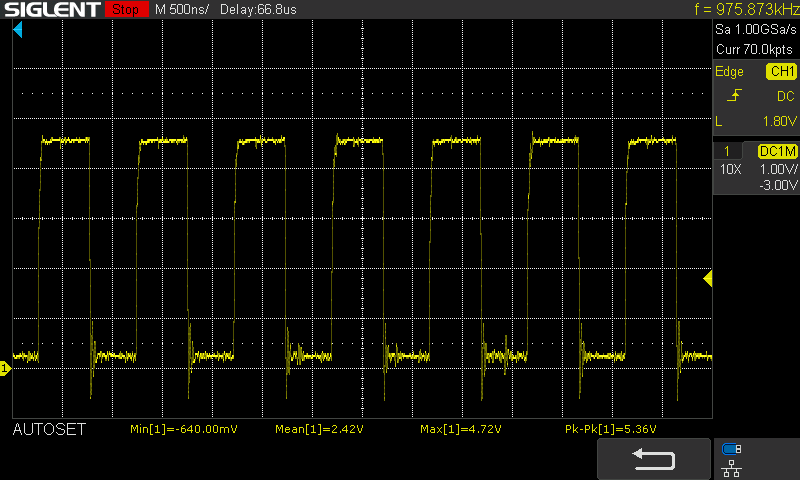 SIGLENT Stop M 500ns/ Delay:66.8us f = 975.873kHz
Sa 1.00GSa/s
Curr 70.0kpts
Edge CH1
DC
L 1.80V
1 DC1M
10X 1.00V/
-3.00V
1
AUTOSET Min[1]=-640.00mV Mean[1]=2.42V Max[1]=4.72V Pk-Pk[1]=5.36V